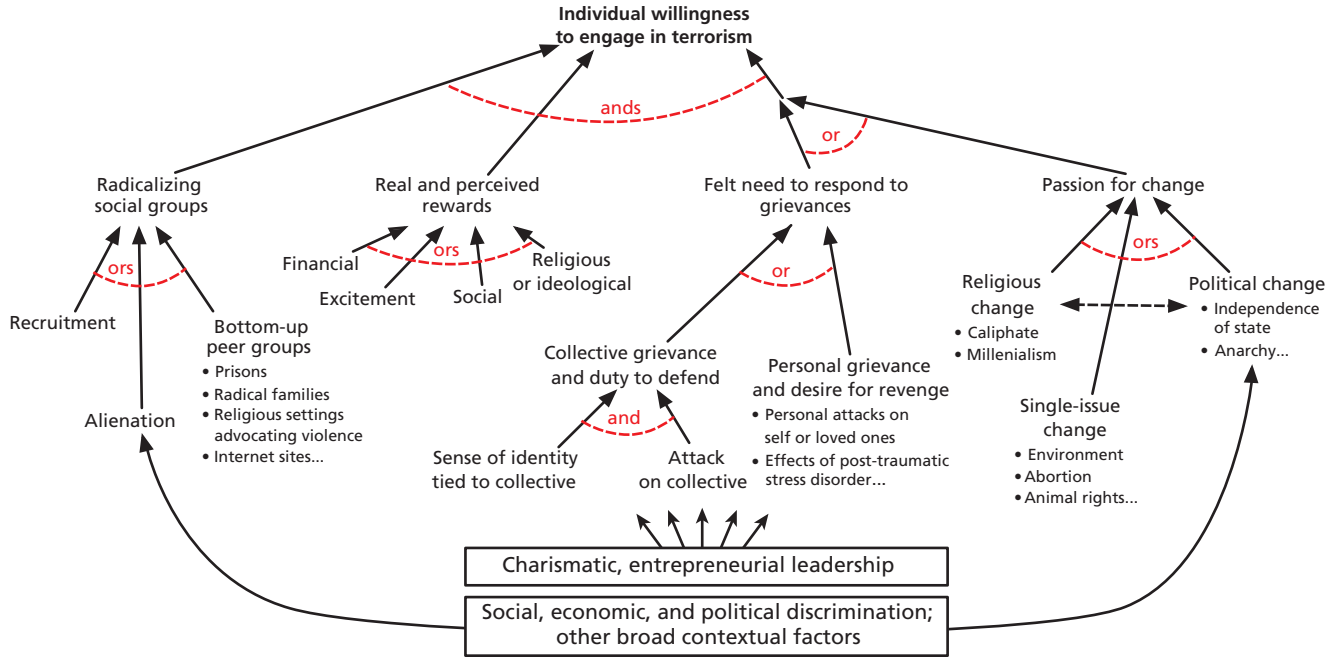 Individual willingness
to engage in terrorism
ands
or
Radicalizing
social groups
Real and perceived
rewards
Felt need to respond to
grievances
Passion for change
ors
Recruitment
Alienation
Bottom-up
peer groups
• Prisons
• Radical families
• Religious settings
advocating violence
• Internet sites...
ors
Financial
Excitement
Social
Religious
or ideological
or
Collective grievance
and duty to defend
and
Sense of identity
tied to collective
Attack
on collective
Personal grievance
and desire for revenge
• Personal attacks on
self or loved ones
• Effects of post-traumatic
stress disorder...
ors
Religious
change
• Caliphate
• Millenialism
Single-issue
change
• Environment
• Abortion
• Animal rights...
Political change
• Independence
of state
• Anarchy...
Charismatic, entrepreneurial leadership
Social, economic, and political discrimination;
other broad contextual factors